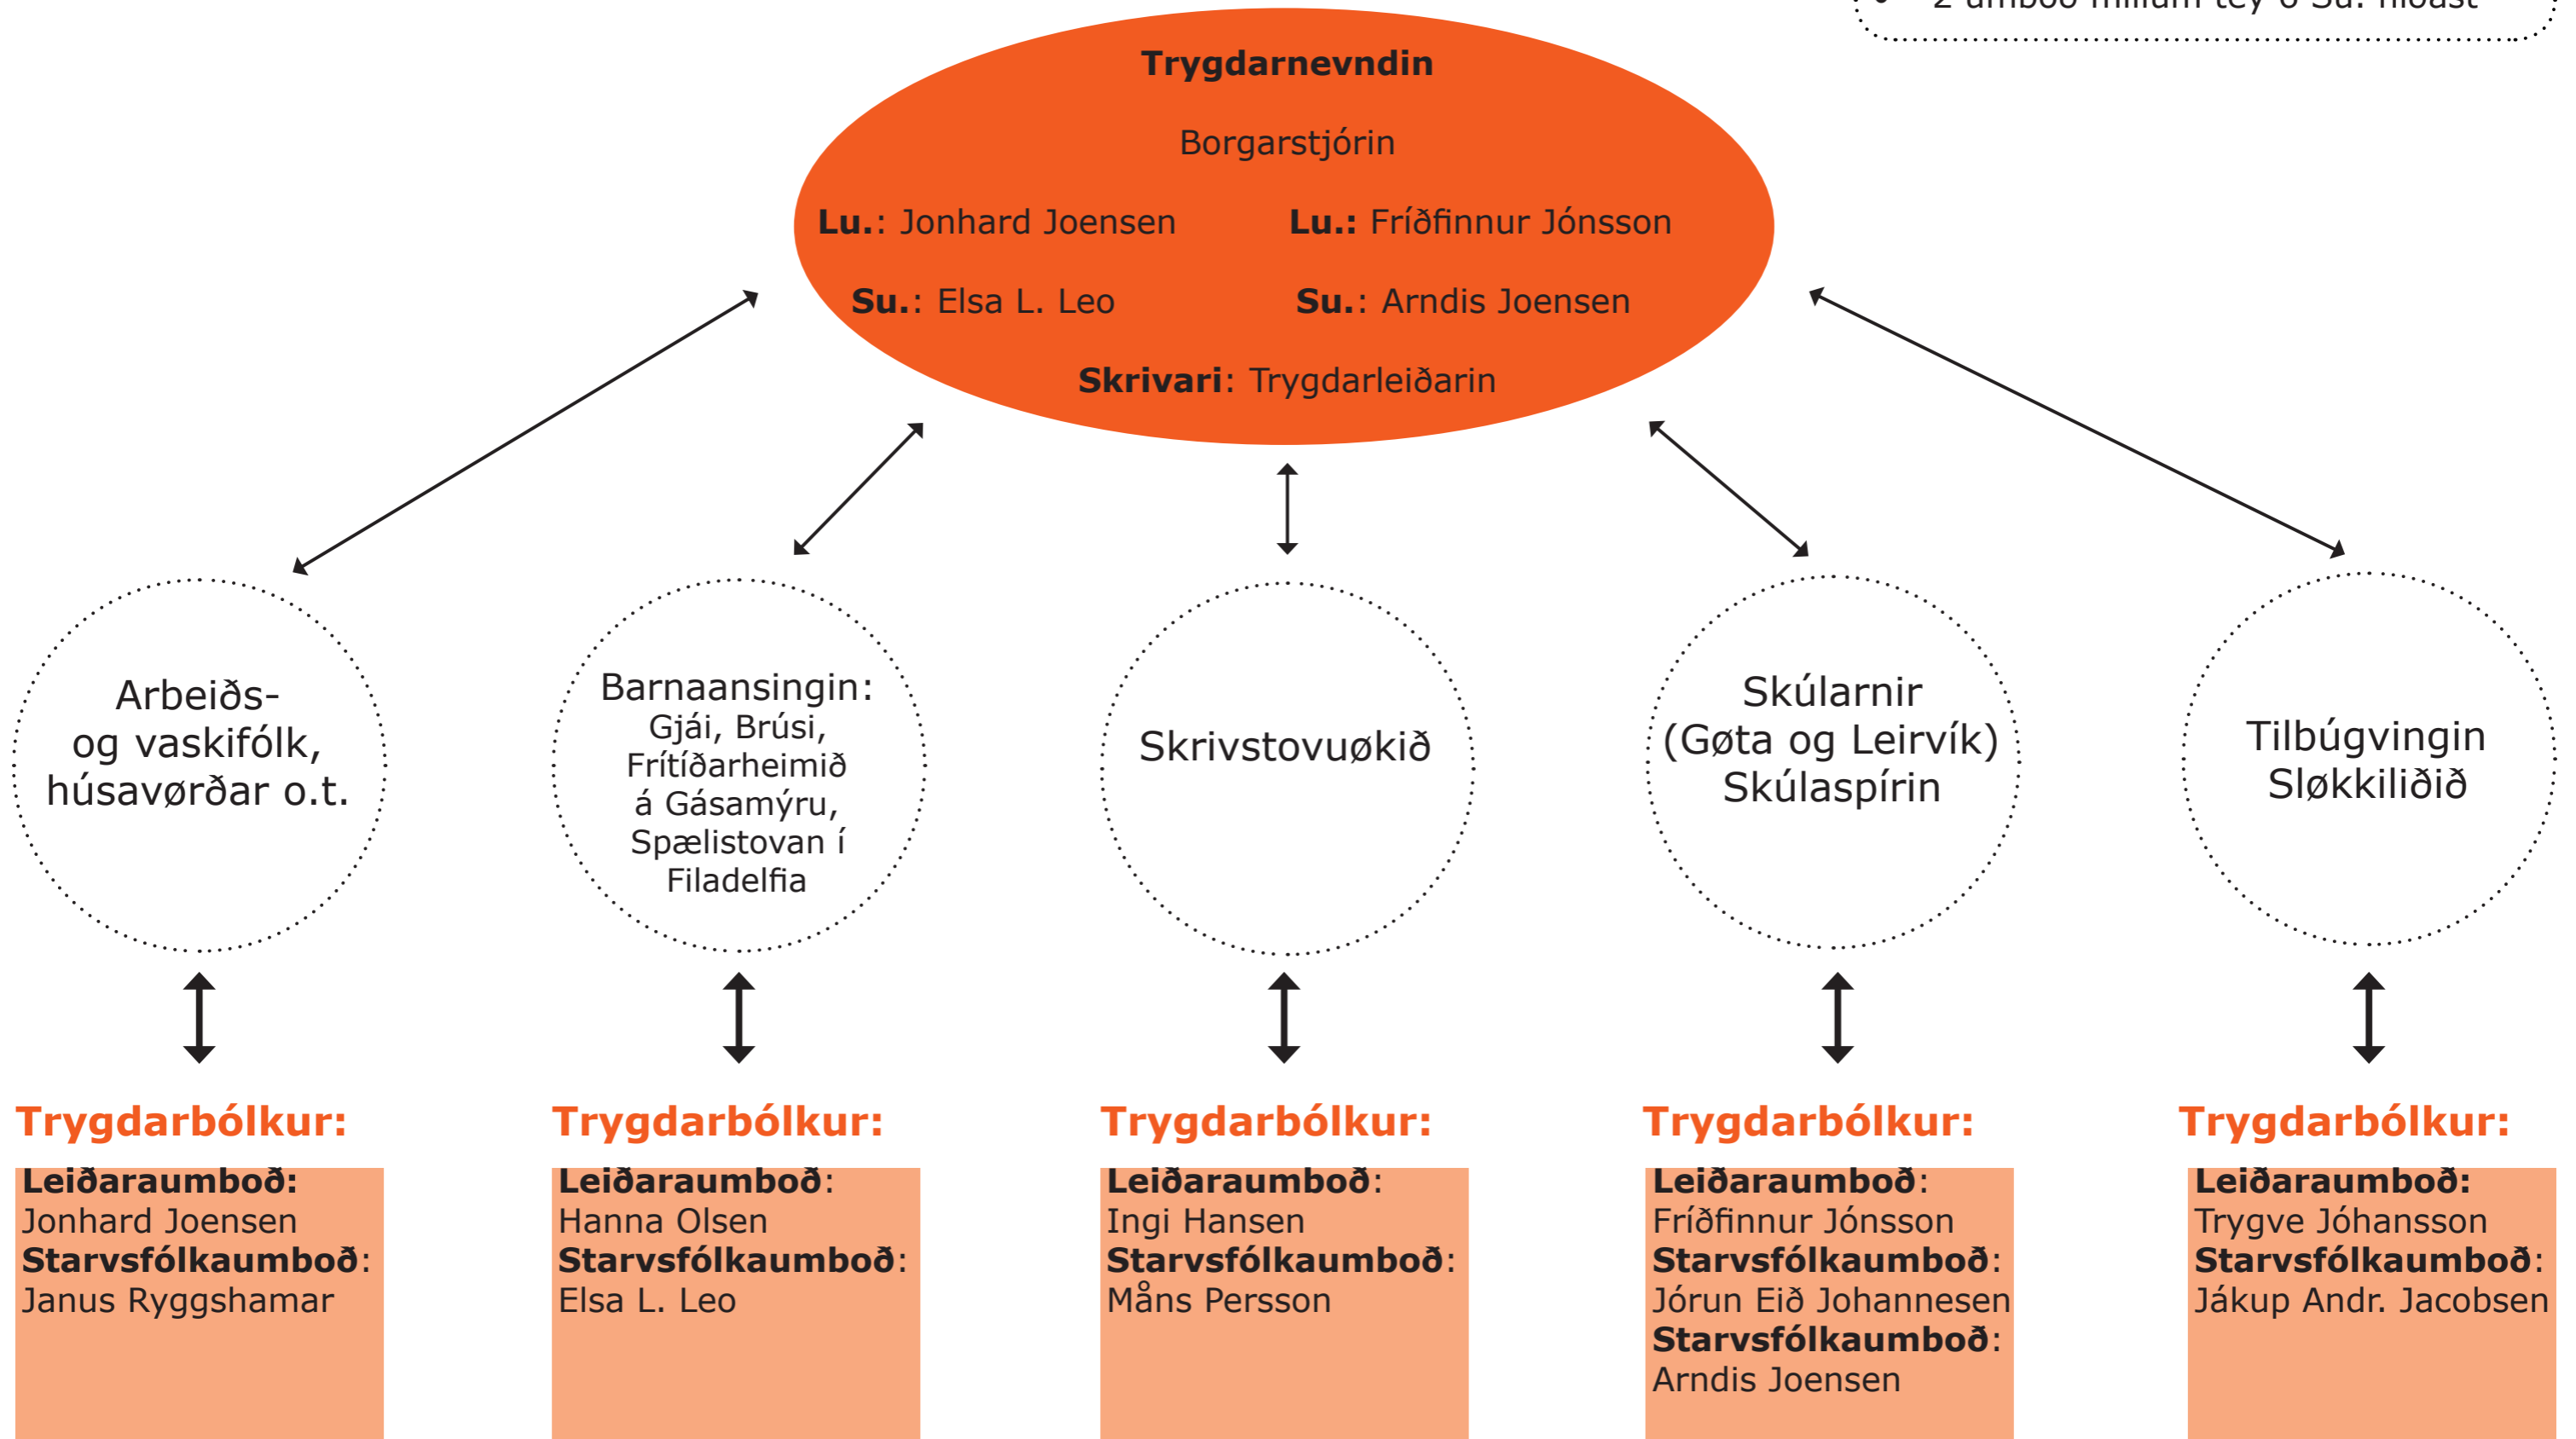 Trygdarnevndin
Borgarstjórin
Lu.: Jonhard Joensen Lu.: Fríðfinnur Jónsson
Su.: Elsa L. Leo Su.: Arndis Joensen
Skrivari: Trygdarleiðarin
Arbeiðs-
og vaskifólk,
húsavørðar o.t.
Barnaansingin:
Gjái, Brúsi,
Frítíðarheimið
á Gásamýru,
Spælistovan í
Filadelfia
Skrivstovuøkið
Skúlarnir
(Gøta og Leirvík)
Skúlaspírin
Tilbúgvingin
Sløkkiliðið
Trygdarbólkur:
Leiðaraumboð:
Jonhard Joensen
Starvsfólkaumboð:
Janus Ryggshamar
Trygdarbólkur:
Leiðaraumboð:
Hanna Olsen
Starvsfólkaumboð:
Elsa L. Leo
Trygdarbólkur:
Leiðaraumboð:
Ingi Hansen
Starvsfólkaumboð:
Måns Persson
Trygdarbólkur:
Leiðaraumboð:
Fríðfinnur Jónsson
Starvsfólkaumboð:
Jórun Eið Johannesen
Starvsfólkaumboð:
Arndis Joensen
Trygdarbólkur:
Leiðaraumboð:
Trygve Jóhansson
Starvsfólkaumboð:
Jákup Andr. Jacobsen